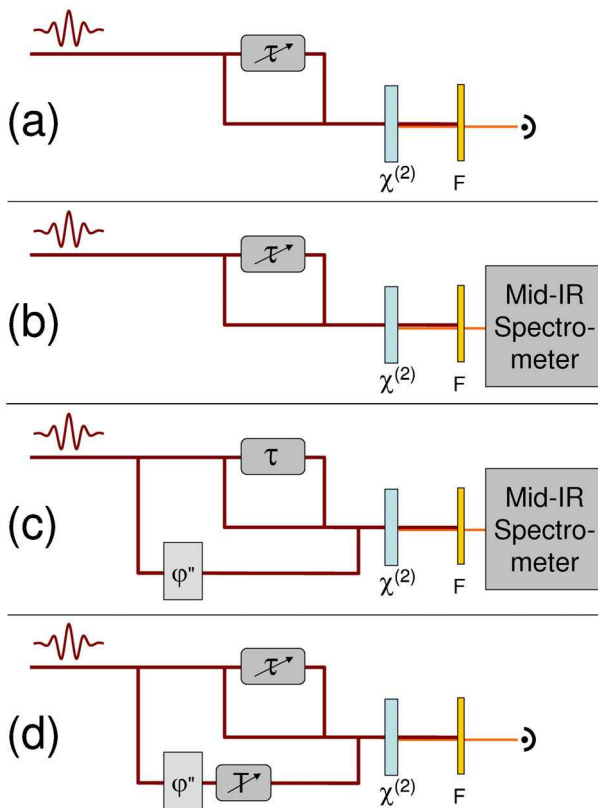 τ
(a)
χ(2)
F
τ
(b)
Mid-IR
Spectro-
meter
χ(2)
F
τ
(c)
Mid-IR
Spectro-
meter
φ"
χ(2)
F
τ
(d)
φ"
T
χ(2)
F